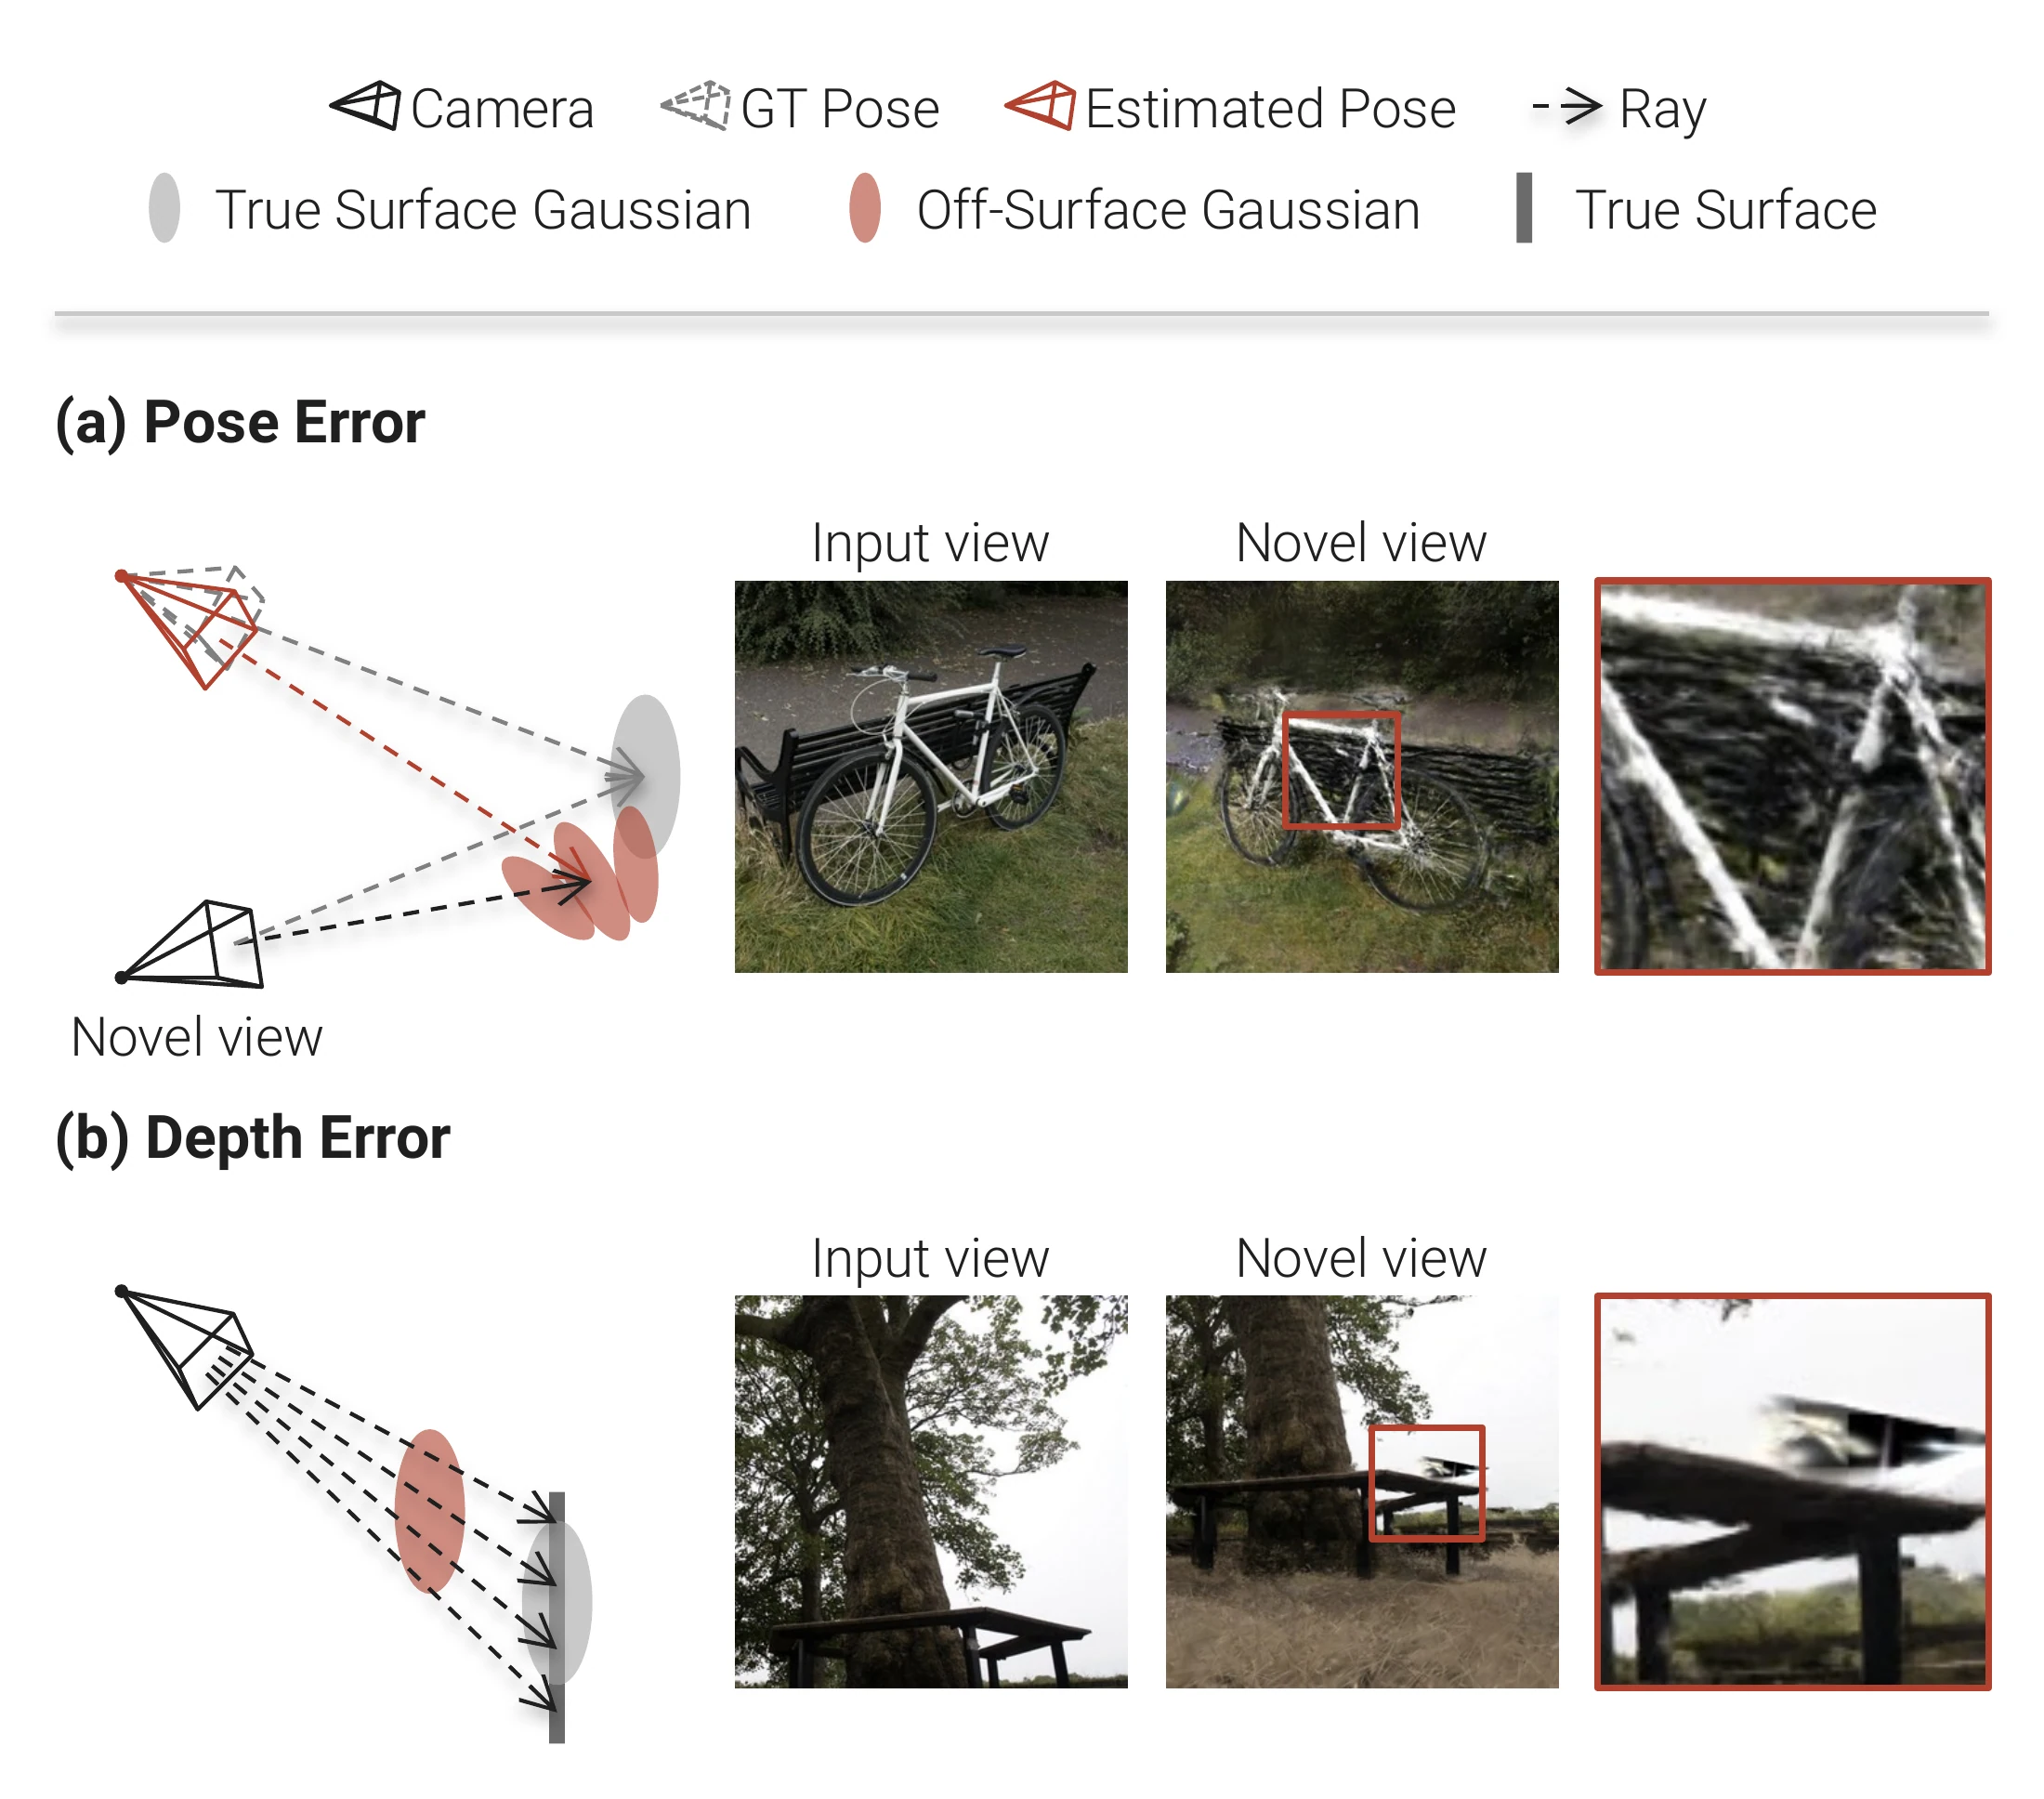 Camera GT Pose Estimated Pose Ray
True Surface Gaussian Off-Surface Gaussian True Surface
(a) Pose Error
Input view Novel view
Novel view
(b) Depth Error
Input view Novel view